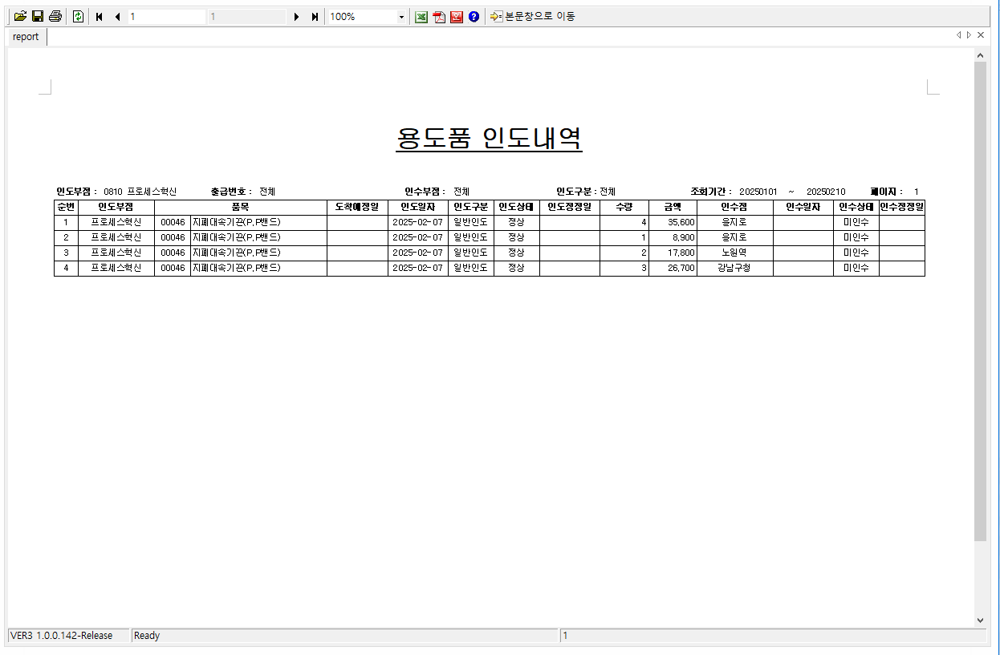 1 1 100% 본문창으로 이동
report
용도품 인도내역
인도부점 : 0810 프로세스혁신 출급번호 : 전체 인수부점 : 전체 인도구분 : 전체 조회기간 : 20250101 ~ 20250210 페이지 : 1
순번 인도부점 품목 도착예정일 인도일자 인도구분 인도상태 인도정정일 수량 금액 인수점 인수일자 인수상태 인수정정일
1 프로세스혁신 00046 지폐대속기끈(P,P밴드) 2025-02-07 일반인도 정상 4 35,600 을지로 미인수
2 프로세스혁신 00046 지폐대속기끈(P,P밴드) 2025-02-07 일반인도 정상 1 8,900 을지로 미인수
3 프로세스혁신 00046 지폐대속기끈(P,P밴드) 2025-02-07 일반인도 정상 2 17,800 노원역 미인수
4 프로세스혁신 00046 지폐대속기끈(P,P밴드) 2025-02-07 일반인도 정상 3 26,700 강남구청 미인수
VER3 1.0.0.142-Release Ready 1